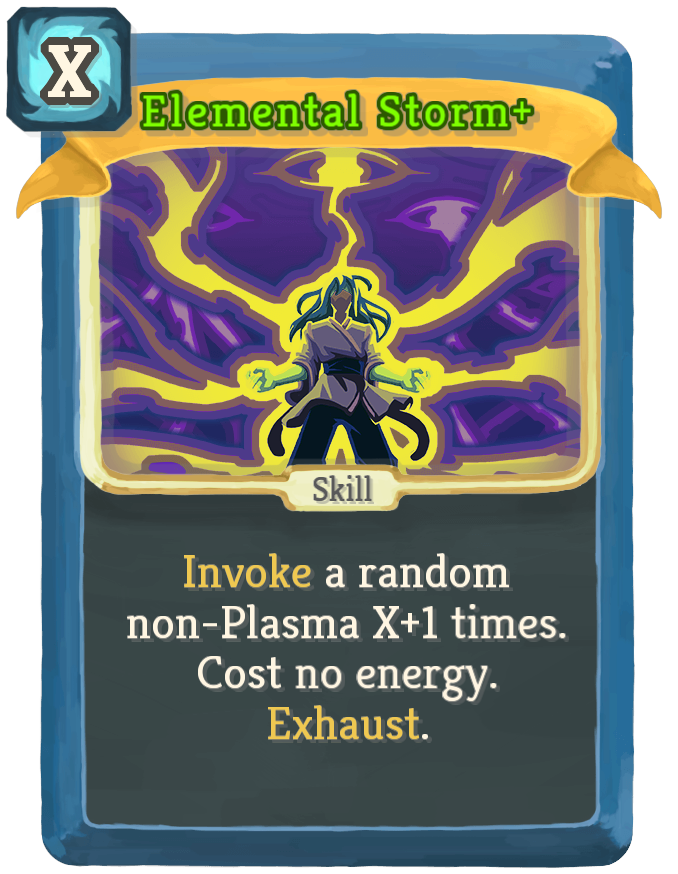 X
Elemental Storm+
Skill
Invoke a random
non-Plasma X+1 times.
Cost no energy.
Exhaust.